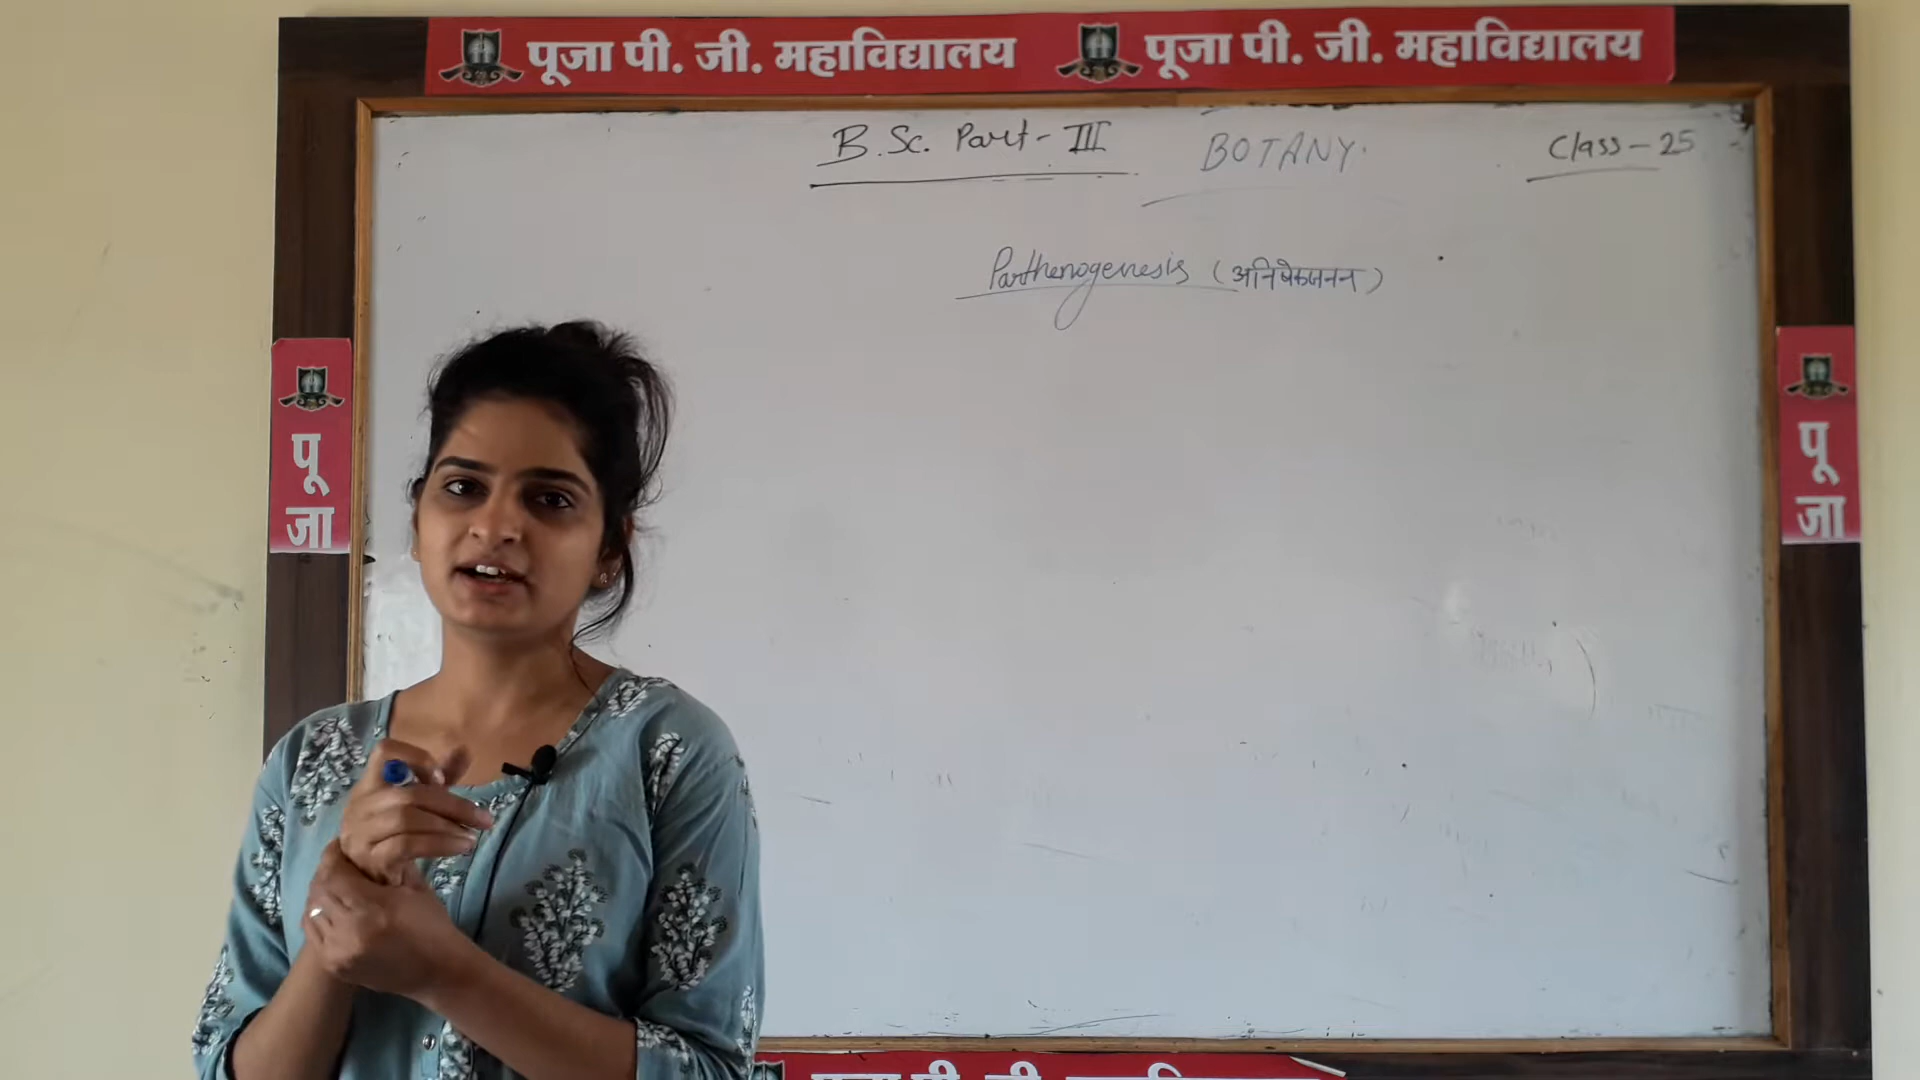 पूजा पी. जी. महाविद्यालय पूजा पी. जी. महाविद्यालय
B.Sc. Part-III BOTANY. Class-25
Parthenogenesis (अनिषेकजनन)
पू
जा
पू
जा